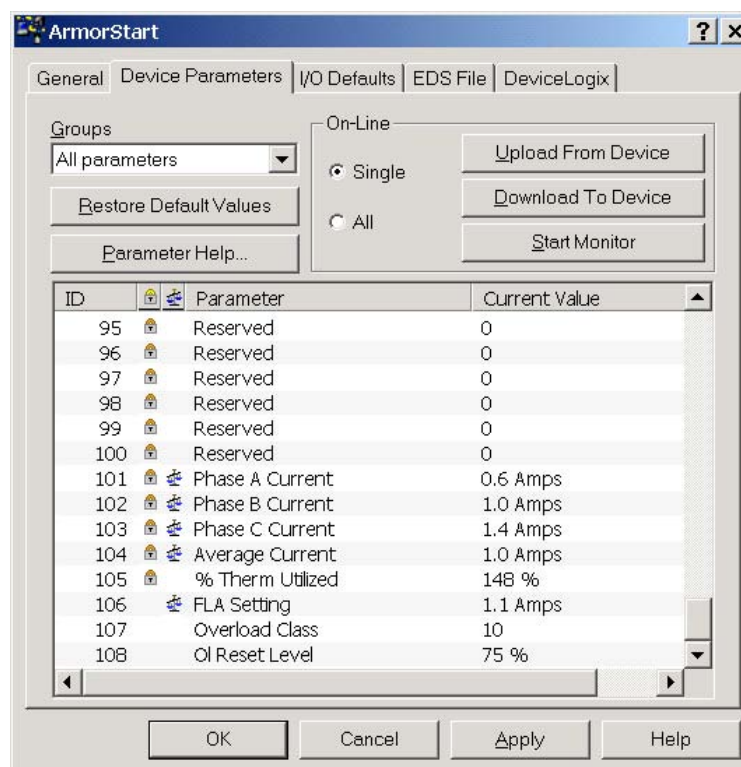 ArmorStart
General Device Parameters I/O Defaults EDS File DeviceLogix
Groups
All parameters
Restore Default Values
Parameter Help...
On-Line
Single
All
Upload From Device
Download To Device
Start Monitor
ID Parameter Current Value
95 Reserved 0
96 Reserved 0
97 Reserved 0
98 Reserved 0
99 Reserved 0
100 Reserved 0
101 Phase A Current 0.6 Amps
102 Phase B Current 1.0 Amps
103 Phase C Current 1.4 Amps
104 Average Current 1.0 Amps
105 % Therm Utilized 148 %
106 FLA Setting 1.1 Amps
107 Overload Class 10
108 Ol Reset Level 75 %
OK Cancel Apply Help